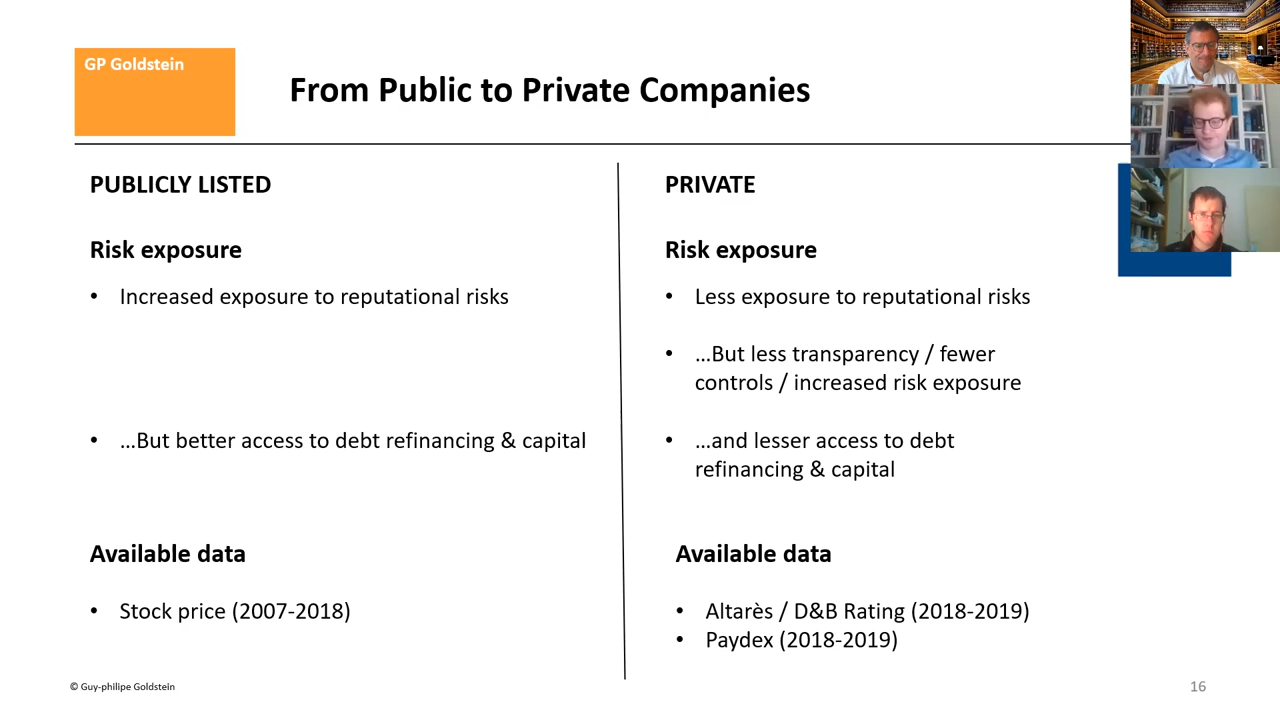 GP Goldstein
From Public to Private Companies
PUBLICLY LISTED
Risk exposure
• Increased exposure to reputational risks
• ...But better access to debt refinancing & capital
Available data
• Stock price (2007-2018)
PRIVATE
Risk exposure
• Less exposure to reputational risks
• ...But less transparency / fewer
controls / increased risk exposure
• ...and lesser access to debt
refinancing & capital
Available data
• Altarès / D&B Rating (2018-2019)
• Paydex (2018-2019)
© Guy-philipe Goldstein
16